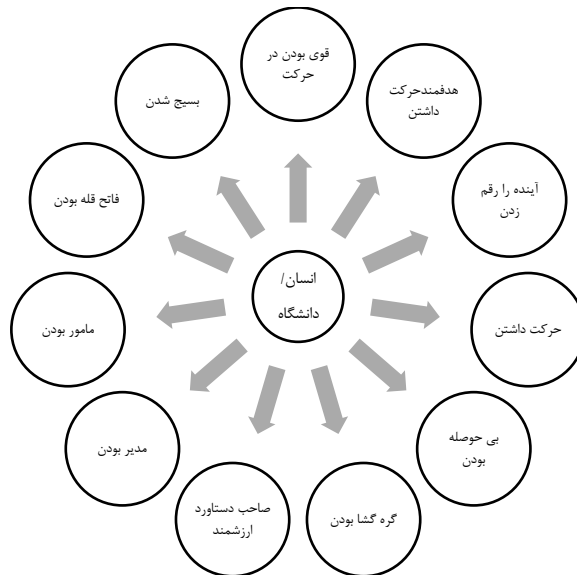 قوی بودن در
حرکت
هدفمندحرکت
داشتن
آینده را رقم
زدن
حرکت داشتن
بی حوصله
بودن
گره گشا بودن
صاحب دستاورد
ارزشمند
مدیر بودن
مامور بودن
فاتح قله بودن
بسیج شدن
انسان/
دانشگاه